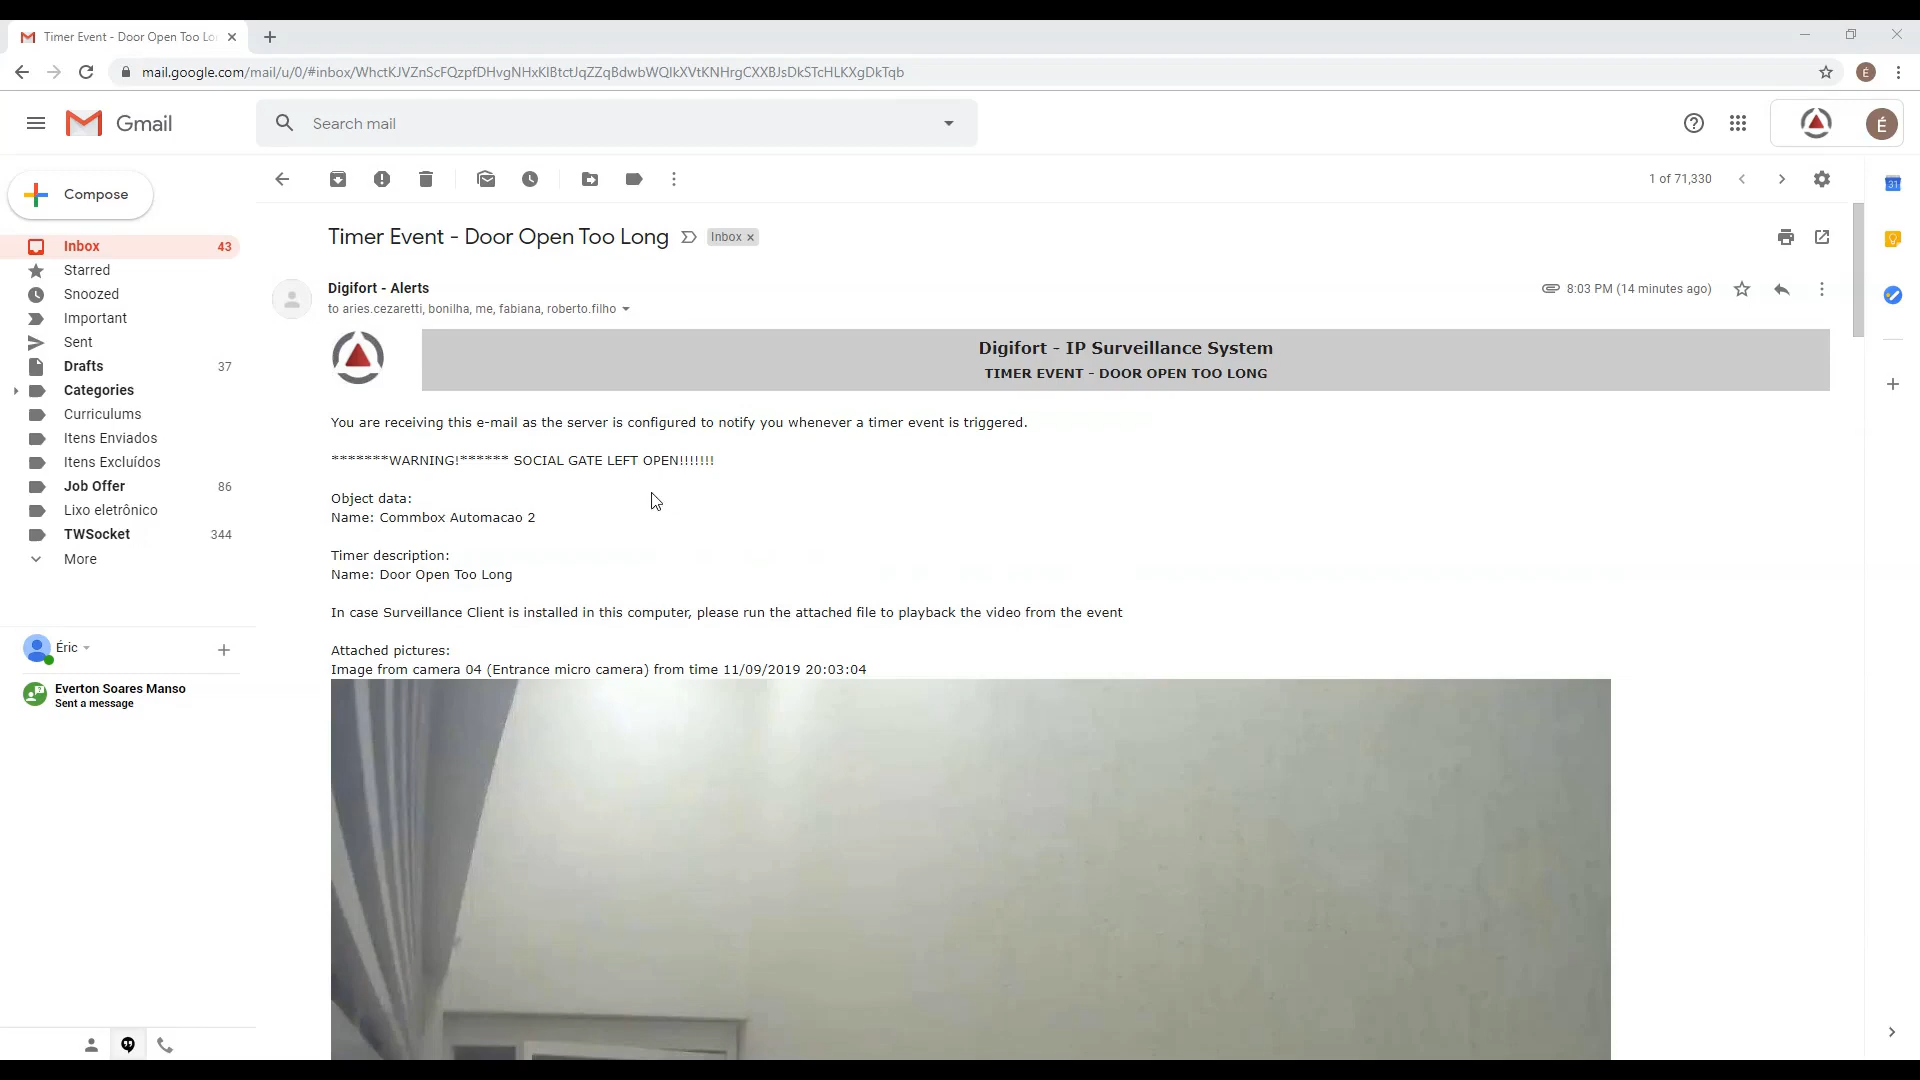 Timer Event - Door Open Too Lo
mail.google.com/mail/u/0/#inbox/WhctKJVZnScFQzpfDHvgNHxKlBtctJqZZqBdwbWQlkXVtKNHrgCXXBJsDkSTcHLKXgDkTqb
É
Gmail
Search mail
É
Compose
1 of 71,330
31
Inbox 43
Starred
Snoozed
Important
Sent
Drafts 37
Categories
Curriculums
Itens Enviados
Itens Excluídos
Job Offer 86
Lixo eletrônico
TWSocket 344
More
Éric
Everton Soares Manso
Sent a message
Timer Event - Door Open Too Long Inbox x
Digifort - Alerts 8:03 PM (14 minutes ago)
to aries.cezaretti, bonilha, me, fabiana, roberto.filho
Digifort - IP Surveillance System
TIMER EVENT - DOOR OPEN TOO LONG
You are receiving this e-mail as the server is configured to notify you whenever a timer event is triggered.
*******WARNING!****** SOCIAL GATE LEFT OPEN!!!!!!!
Object data:
Name: Commbox Automacao 2
Timer description:
Name: Door Open Too Long
In case Surveillance Client is installed in this computer, please run the attached file to playback the video from the event
Attached pictures:
Image from camera 04 (Entrance micro camera) from time 11/09/2019 20:03:04